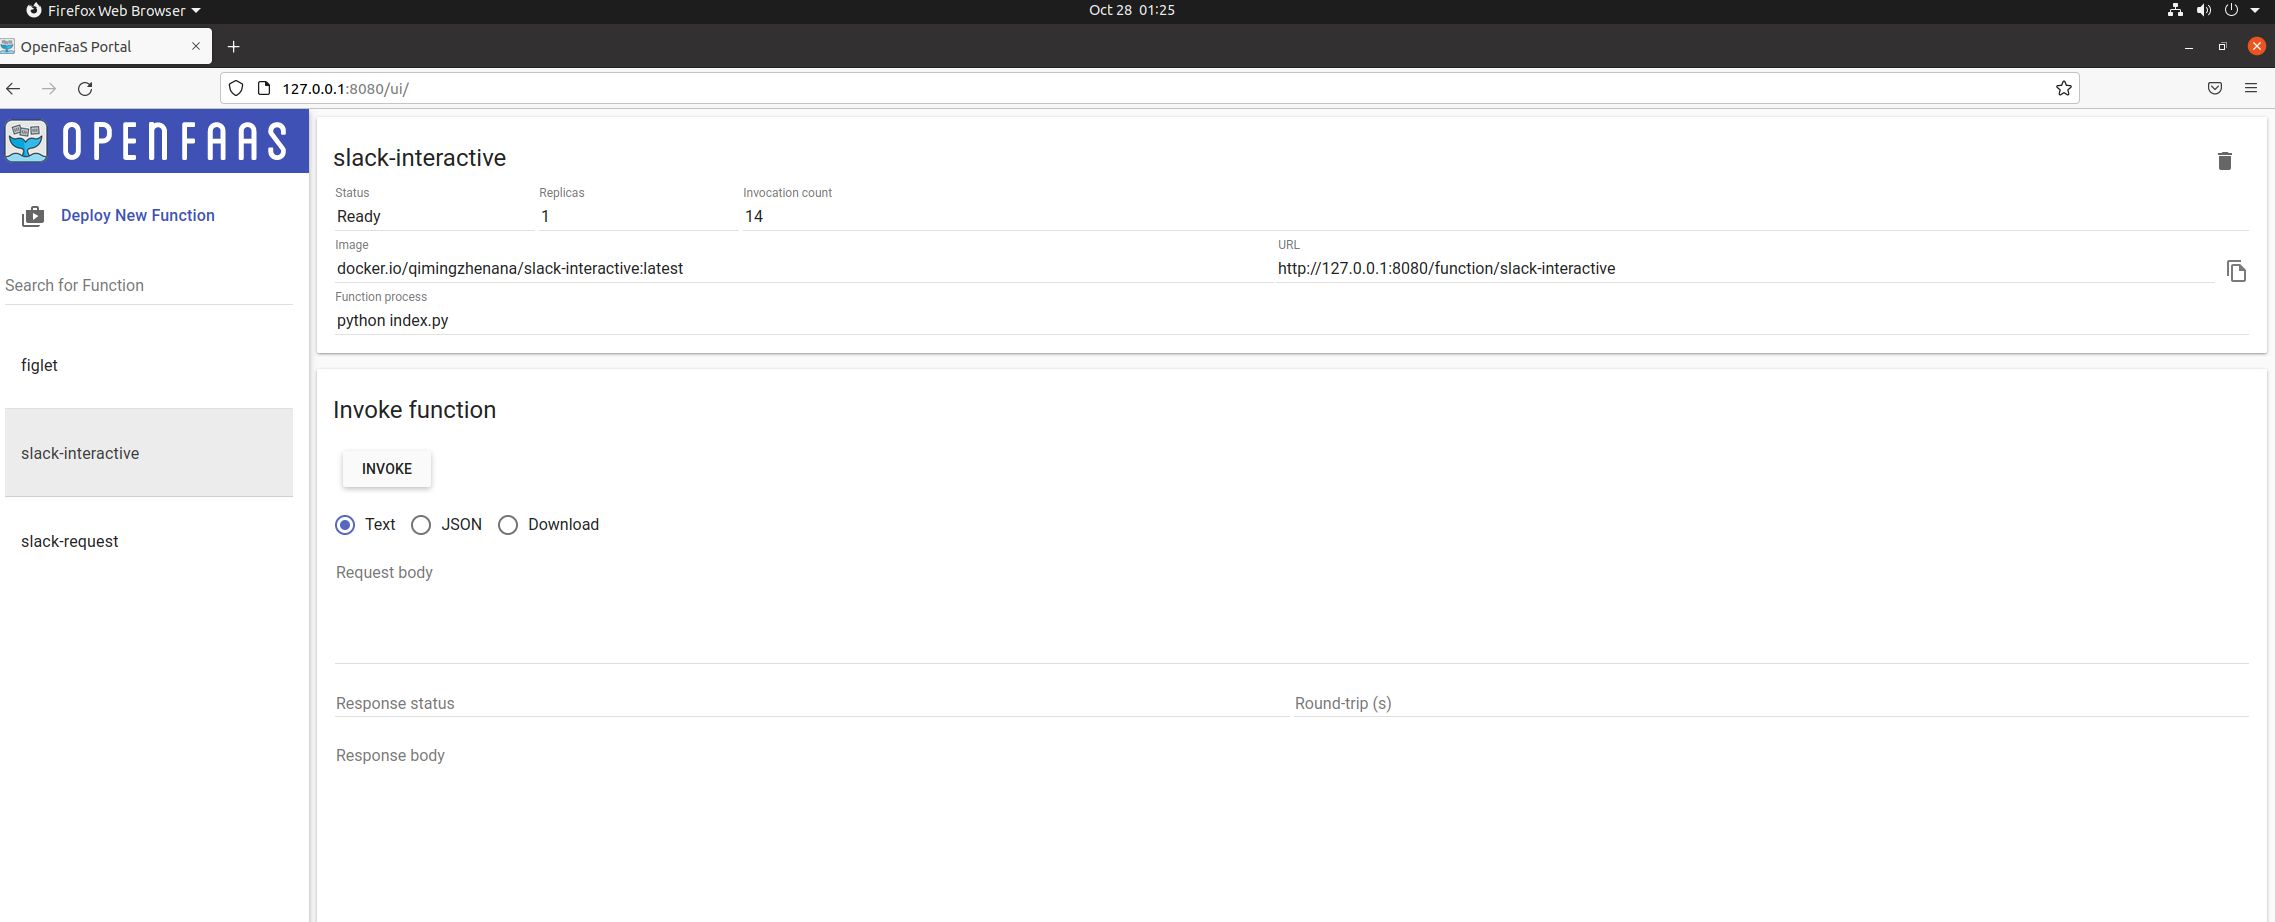 Firefox Web Browser
Oct 28 01:25
OpenFaaS Portal
127.0.0.1:8080/ui/
OPENFAAS
Deploy New Function
Search for Function
figlet
slack-interactive
slack-request
slack-interactive
Status Replicas Invocation count
Ready 1 14
Image URL
docker.io/qimingzhenana/slack-interactive:latest http://127.0.0.1:8080/function/slack-interactive
Function process
python index.py
Invoke function
INVOKE
Text JSON Download
Request body
Response status Round-trip (s)
Response body